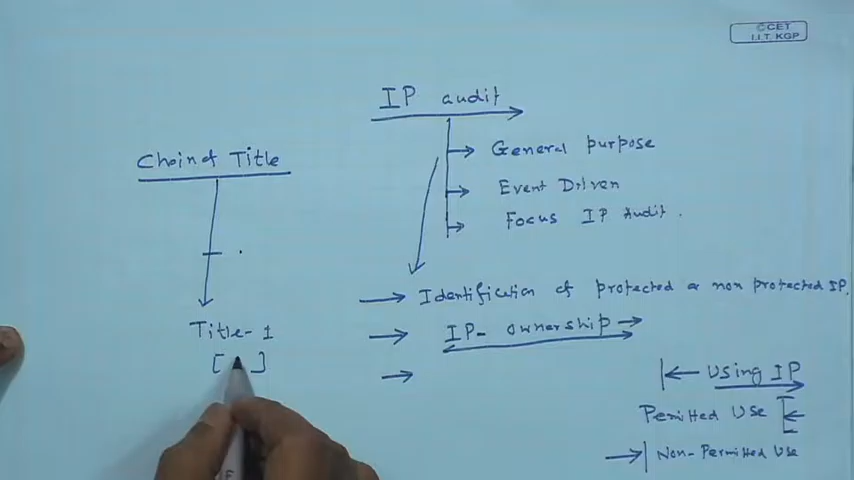 ©CET
I.I.T. KGP
IP audit
General purpose
Chain of Title
Event Driven
Focus IP Audit.
Identification of protected & non protected IP.
Title-1
IP- ownership
[ ]
Using IP
Permitted Use
Non-Permitted Use